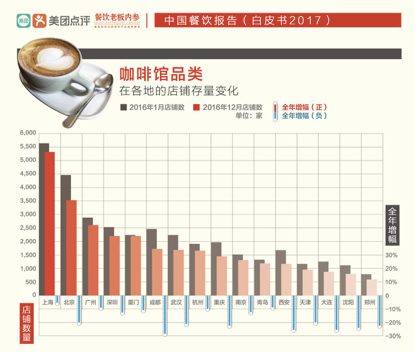 美团
美团点评
餐饮老板内参
中国餐饮报告（白皮书2017）
咖啡馆品类
在各地的店铺存量变化
2016年1月店铺数 2016年12月店铺数 全年增幅（正）
单位：家 全年增幅（负）
6,000
5,500
5,000
4,500
4,000
3,500
3,000
2,500
2,000
1,500
1,000
500
0
全年增幅
30%
20%
10%
0
-10%
-20%
-30%
上海 北京 广州 深圳 厦门 成都 武汉 杭州 重庆 南京 青岛 西安 天津 大连 沈阳 郑州
店铺数量